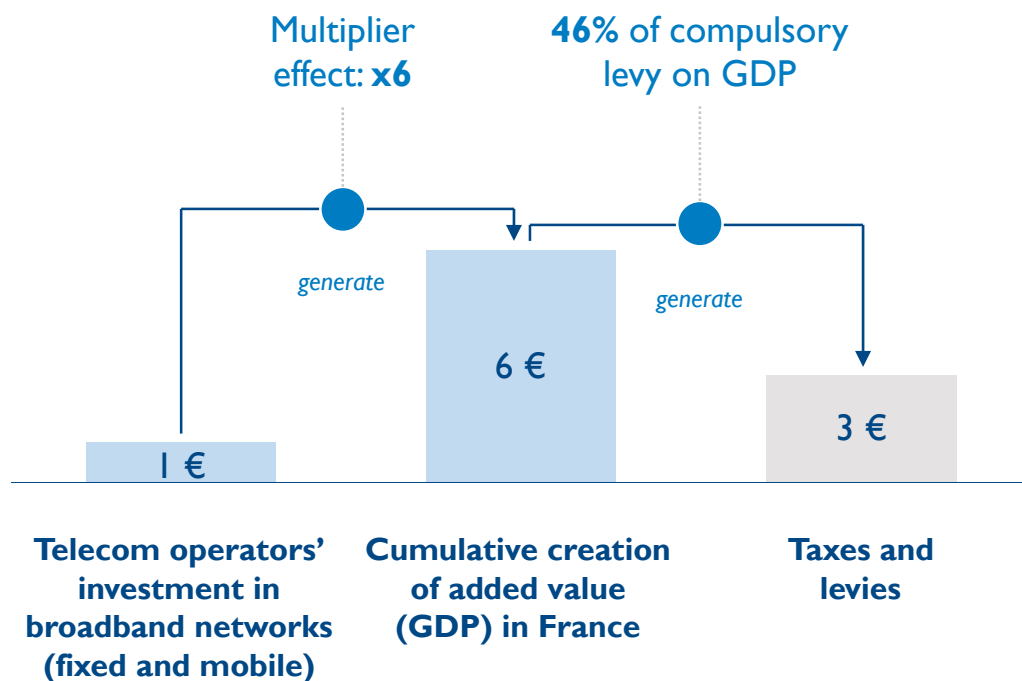 Multiplier
effect: x6
46% of compulsory
levy on GDP
generate
generate
1 €
6 €
3 €
Telecom operators’
investment in
broadband networks
(fixed and mobile)
Cumulative creation
of added value
(GDP) in France
Taxes and
levies